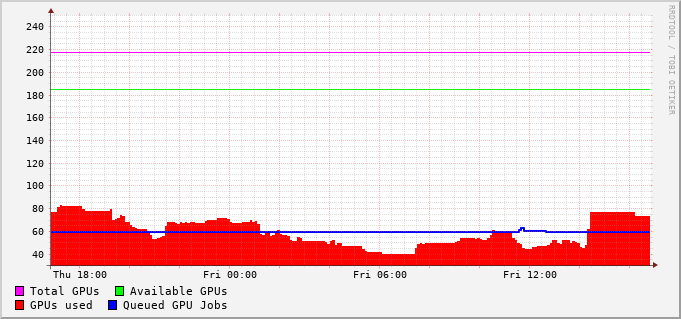 240
220
200
180
160
140
120
100
80
60
40
Thu 18:00 Fri 00:00 Fri 06:00 Fri 12:00
Total GPUs Available GPUs
GPUs used Queued GPU Jobs
RRDTOOL / TOBI OETIKER